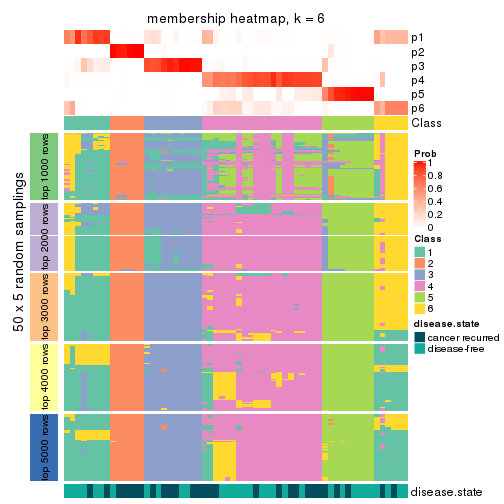 membership heatmap, k = 6
p1
p2
p3
p4
p5
p6
Class
50 x 5 random samplings
top 1000 rows
top 2000 rows
top 3000 rows
top 4000 rows
top 5000 rows
Prob
1
0.8
0.6
0.4
0.2
0
Class
1
2
3
4
5
6
disease.state
cancer recurred
disease-free
disease.state